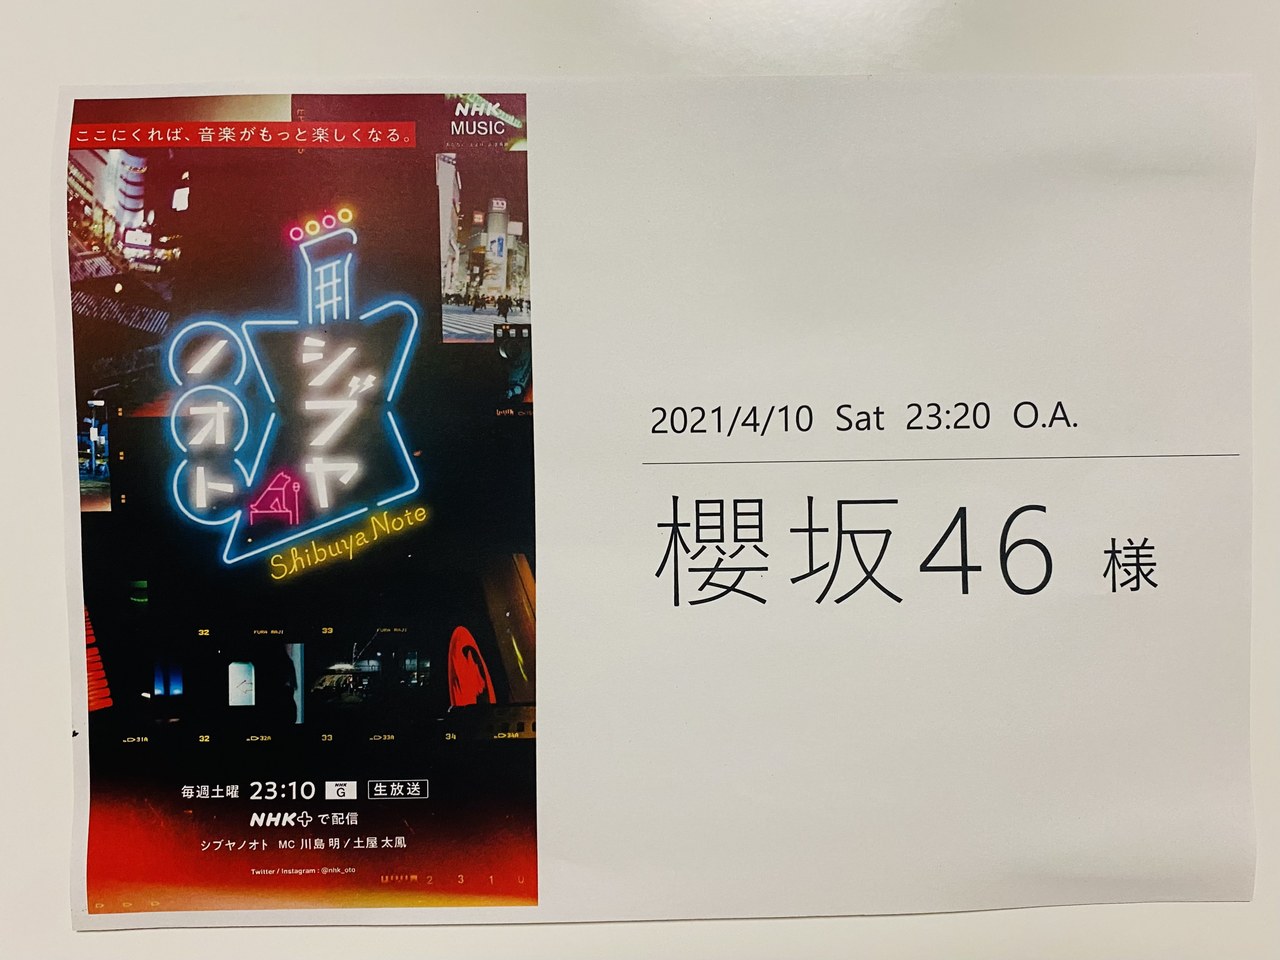 ここにくれば、音楽がもっと楽しくなる。
NHK
MUSIC
シブヤ
ノオト
Shibuya Note
32
33
32
33
34
毎週土曜 23:10 NHK G 生放送
NHK+で配信
シブヤノオト MC 川島 明/土屋 太鳳
Twitter / Instagram : @nhk_oto
2021/4/10 Sat 23:20 O.A.
櫻坂46 様